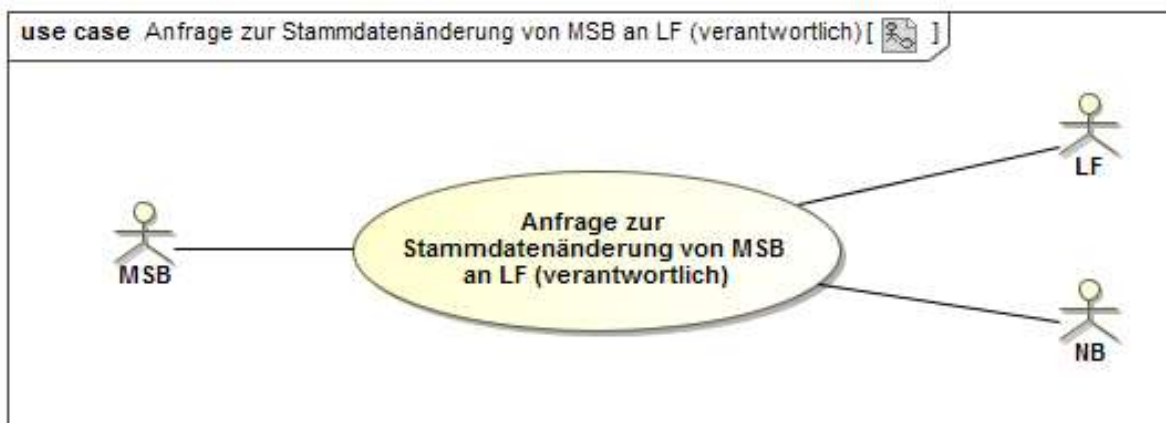 use case Anfrage zur Stammdatenänderung von MSB an LF (verantwortlich) [ ]
LF
Anfrage zur
Stammdatenänderung von MSB
an LF (verantwortlich)
MSB
NB